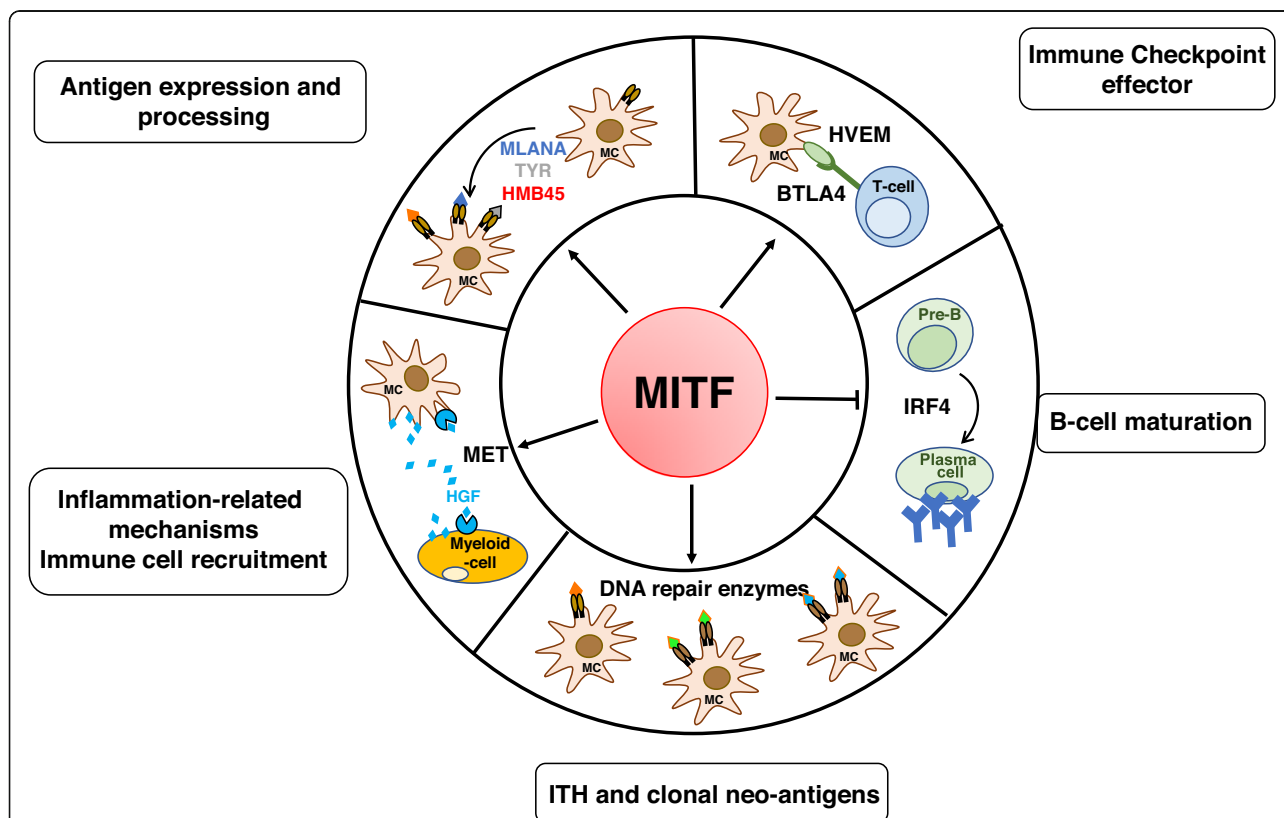 Antigen expression and
processing
Immune Checkpoint
effector
MC
MLANA
TYR
HMB45
MC
MC
HVEM
BTLA4
T-cell
Pre-B
IRF4
Plasma
cell
B-cell maturation
MITF
MC
MET
HGF
Myeloid
-cell
Inflammation-related
mechanisms
Immune cell recruitment
DNA repair enzymes
MC
MC
MC
ITH and clonal neo-antigens